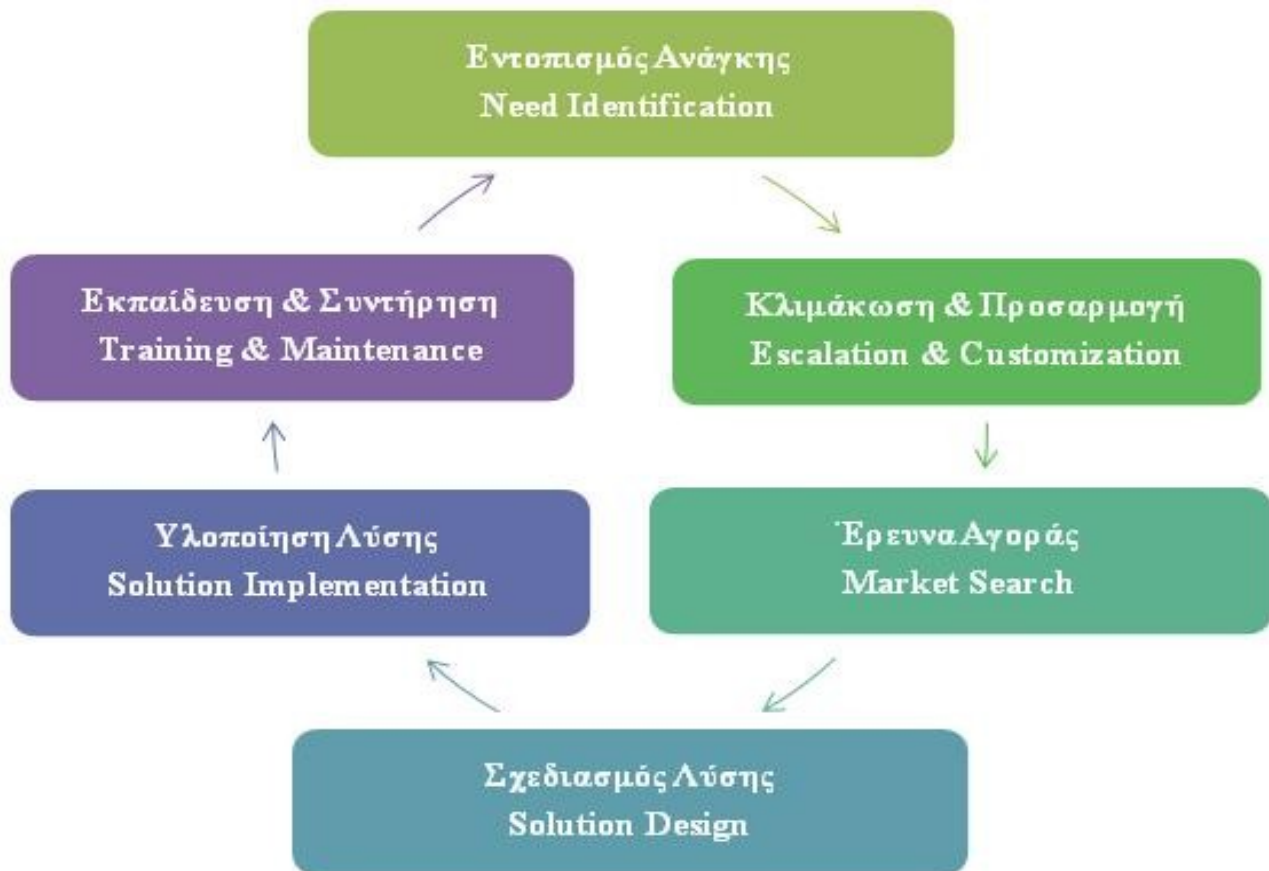 Εντοπισμός Ανάγκης
Need Identification
Κλιμάκωση & Προσαρμογή
Escalation & Customization
Έρευνα Αγοράς
Market Search
Σχεδιασμός Λύσης
Solution Design
Υλοποίηση Λύσης
Solution Implementation
Εκπαίδευση & Συντήρηση
Training & Maintenance